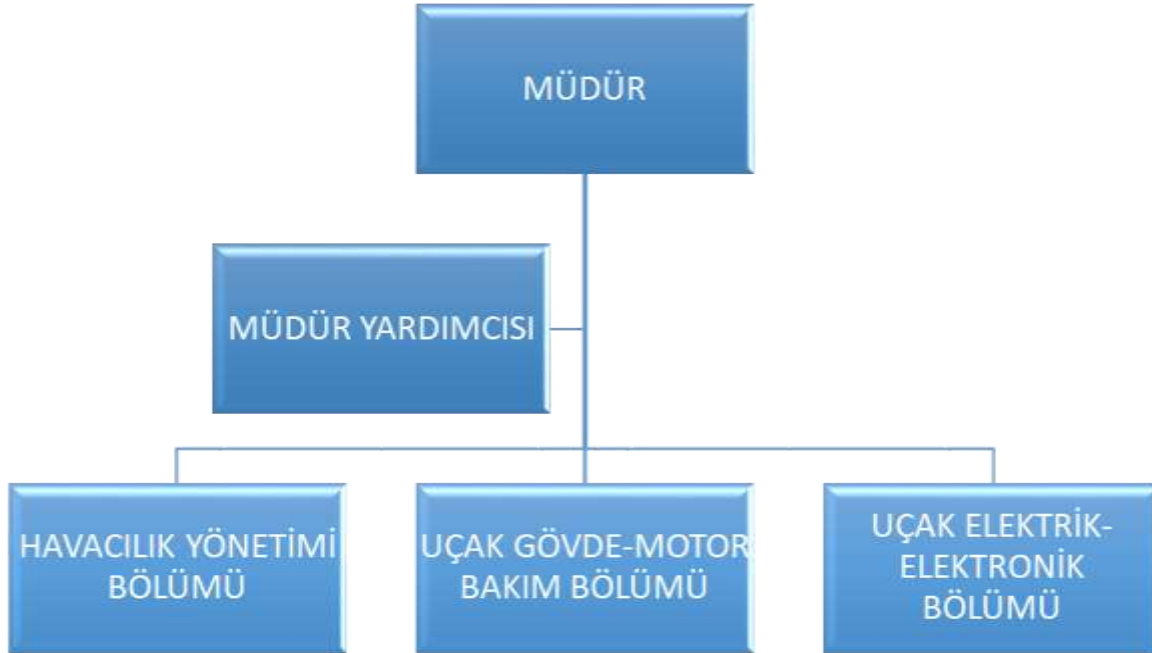 MÜDÜR
MÜDÜR YARDIMCISI
HAVACILIK YÖNETİMİ
BÖLÜMÜ
UÇAK GÖVDE-MOTOR
BAKIM BÖLÜMÜ
UÇAK ELEKTRİK-
ELEKTRONİK
BÖLÜMÜ